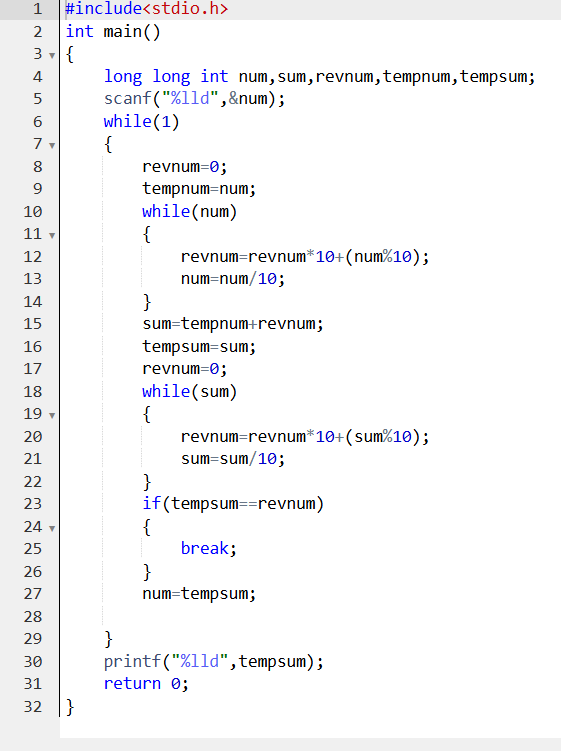 1 #include<stdio.h>
2 int main()
3 {
4 long long int num,sum,revnum,tempnum,tempsum;
5 scanf("%lld",&num);
6 while(1)
7 {
8 revnum=0;
9 tempnum=num;
10 while(num)
11 {
12 revnum=revnum*10+(num%10);
13 num=num/10;
14 }
15 sum=tempnum+revnum;
16 tempsum=sum;
17 revnum=0;
18 while(sum)
19 {
20 revnum=revnum*10+(sum%10);
21 sum=sum/10;
22 }
23 if(tempsum==revnum)
24 {
25 break;
26 }
27 num=tempsum;
28
29 }
30 printf("%lld",tempsum);
31 return 0;
32 }